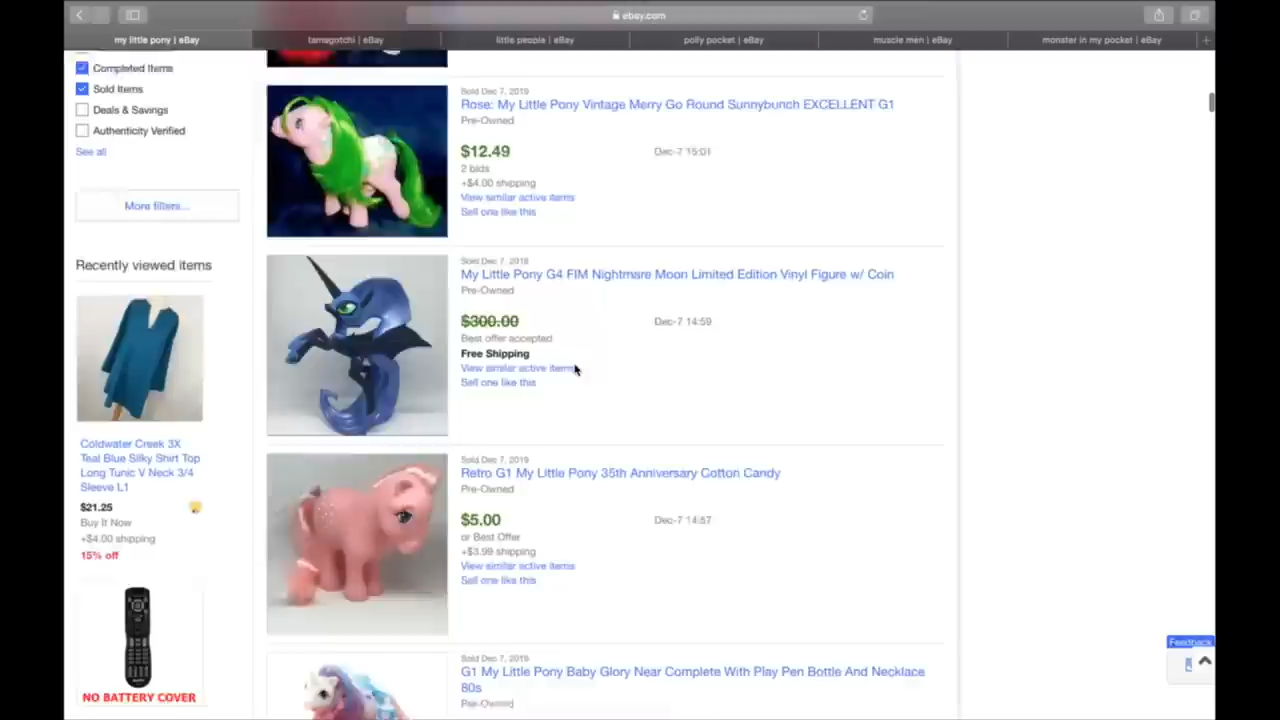 ebay.com
my little pony | eBay
tamagotchi | eBay
little people | eBay
polly pocket | eBay
muscle men | eBay
monster in my pocket | eBay
Completed Items
Sold Items
Deals & Savings
Authenticity Verified
See all
More filters...
Recently viewed items
Coldwater Creek 3X
Teal Blue Silky Shirt Top
Long Tunic V Neck 3/4
Sleeve L1
$21.25
Buy It Now
+$4.00 shipping
15% off
NO BATTERY COVER
Sold Dec 7, 2019
Rose: My Little Pony Vintage Merry Go Round Sunnybunch EXCELLENT G1
Pre-Owned
$12.49
Dec-7 15:01
2 bids
+$4.00 shipping
View similar active items
Sell one like this
Sold Dec 7, 2019
My Little Pony G4 FIM Nightmare Moon Limited Edition Vinyl Figure w/ Coin
Pre-Owned
$300.00
Dec-7 14:59
Best offer accepted
Free Shipping
View similar active items
Sell one like this
Sold Dec 7, 2019
Retro G1 My Little Pony 35th Anniversary Cotton Candy
Pre-Owned
$5.00
Dec-7 14:57
or Best Offer
+$3.99 shipping
View similar active items
Sell one like this
Sold Dec 7, 2019
G1 My Little Pony Baby Glory Near Complete With Play Pen Bottle And Necklace
80s
Pre-Owned
Feedback